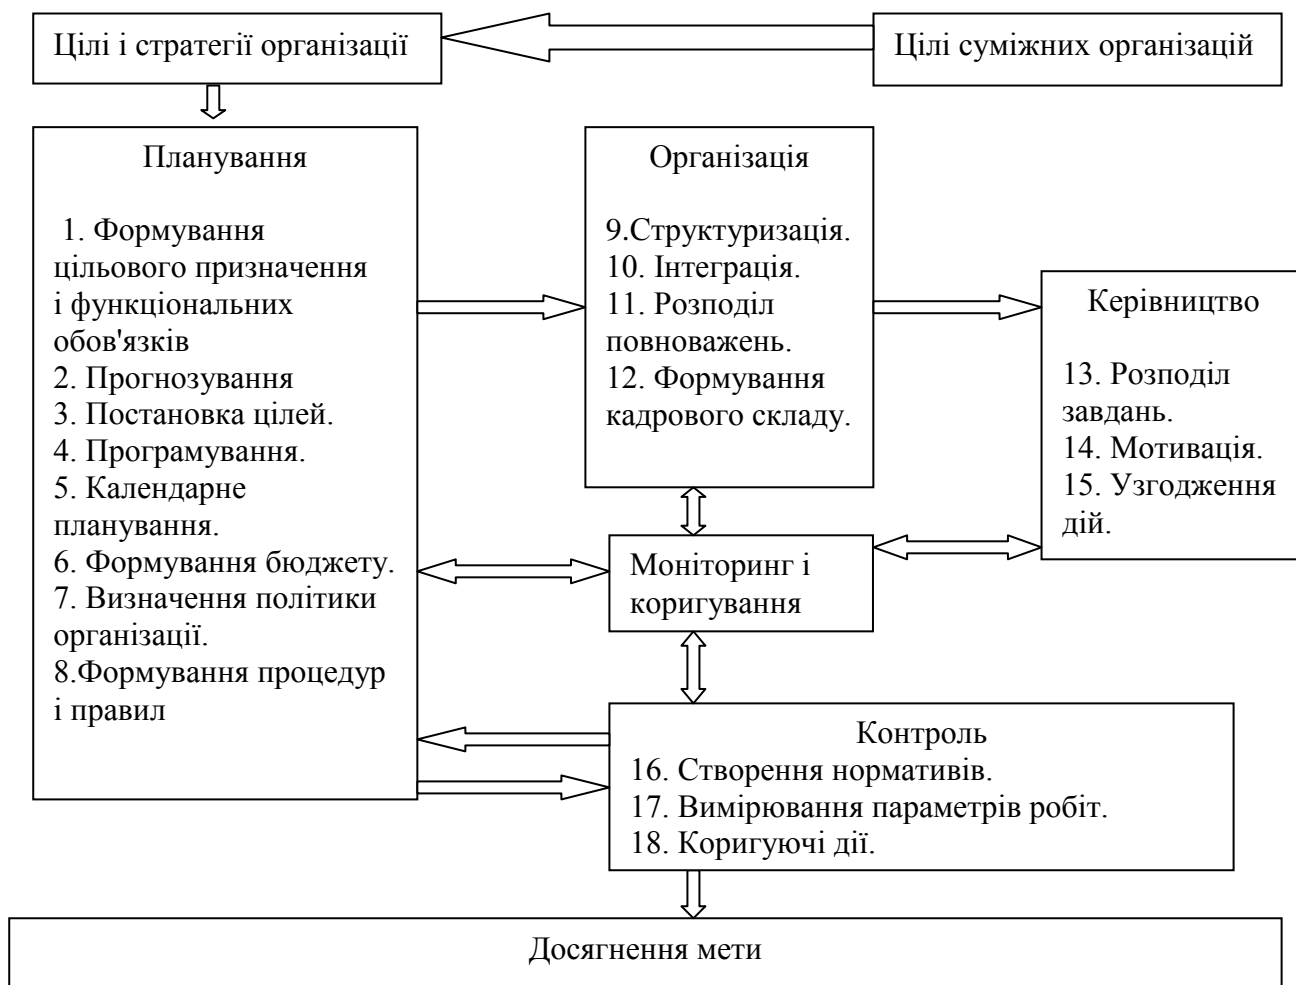 Цілі і стратегії організації
Цілі суміжних організацій
Планування
1. Формування
цільового призначення
і функціональних
обов'язків
2. Прогнозування
3. Постановка цілей.
4. Програмування.
5. Календарне
планування.
6. Формування бюджету.
7. Визначення політики
організації.
8.Формування процедур
і правил
Організація
9.Структуризація.
10. Інтеграція.
11. Розподіл
повноважень.
12. Формування
кадрового складу.
Керівництво
13. Розподіл
завдань.
14. Мотивація.
15. Узгодження
дій.
Моніторинг і
коригування
Контроль
16. Створення нормативів.
17. Вимірювання параметрів робіт.
18. Коригуючі дії.
Досягнення мети